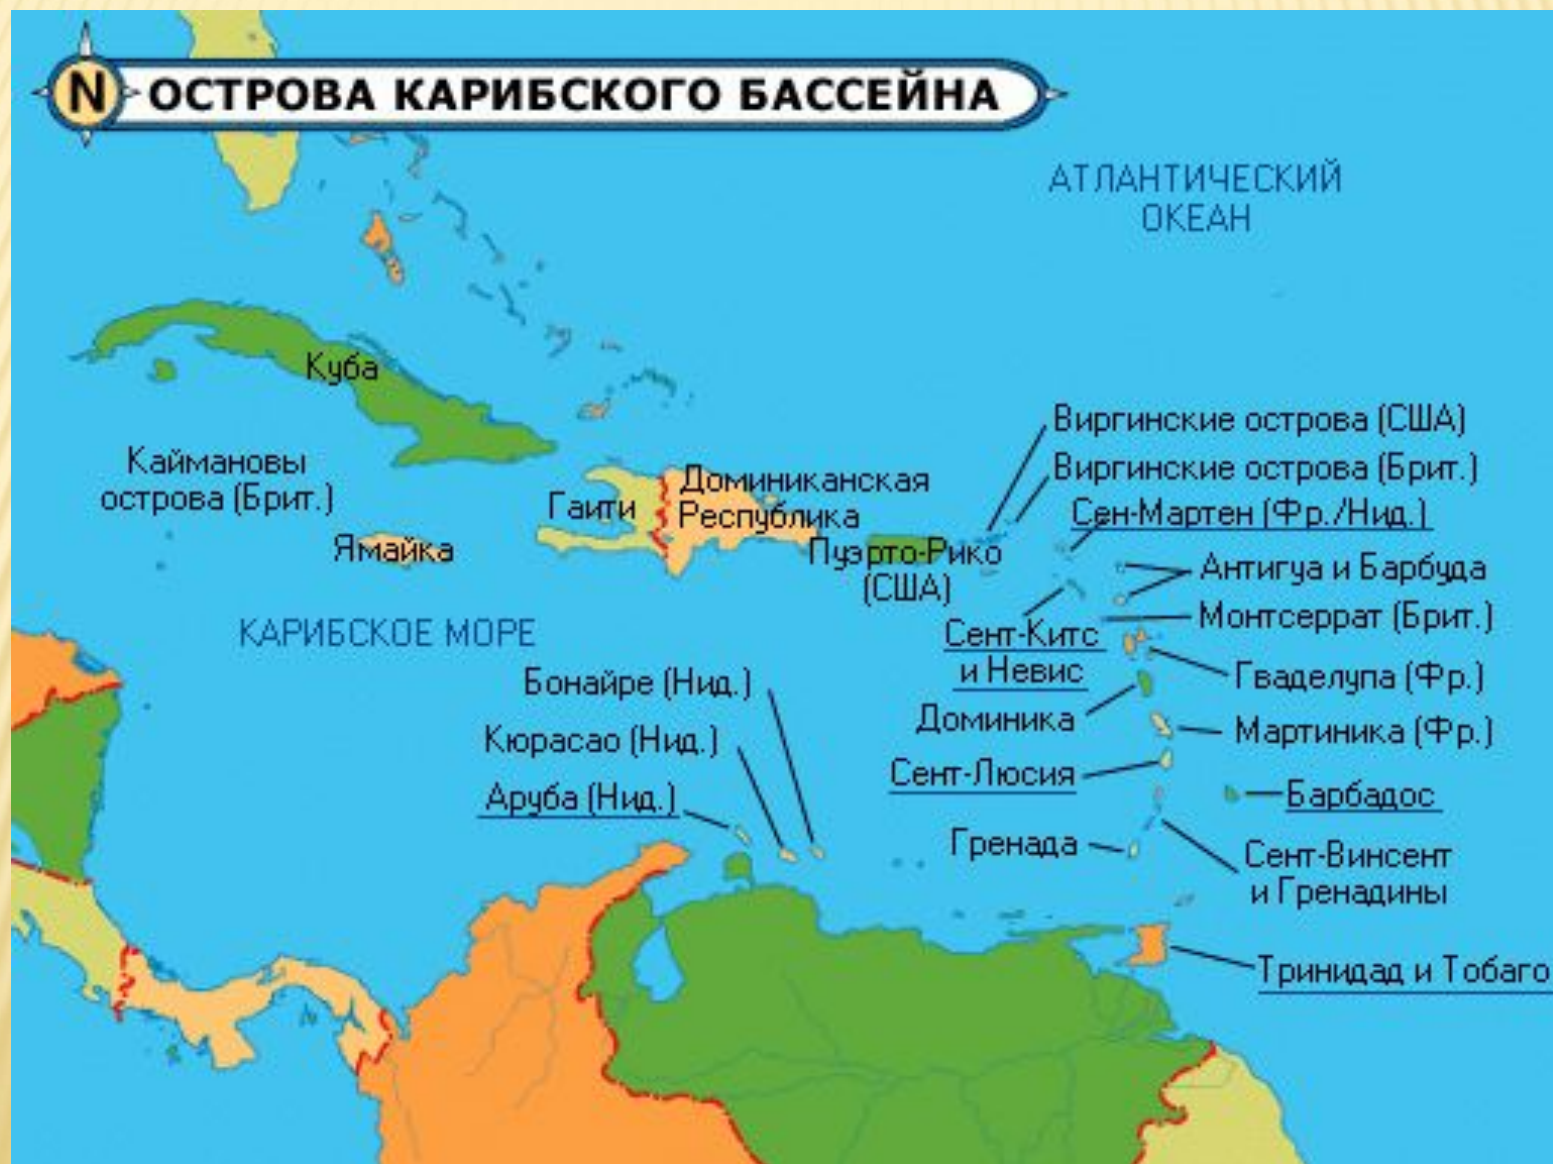 N
ОСТРОВА КАРИБСКОГО БАССЕЙНА
АТЛАНТИЧЕСКИЙ
ОКЕАН
Куба
Каймановы
острова (Брит.)
Ямайка
Гаити
Доминиканская
Республика
Пуэрто-Рико
(США)
Виргинские острова (США)
Виргинские острова (Брит.)
Сен-Мартен (Фр./Нид.)
Антигуа и Барбуда
Монтсеррат (Брит.)
Сент-Китс
и Невис
Гваделупа (Фр.)
Доминика
Мартиника (Фр.)
Сент-Люсия
Барбадос
Гренада
Сент-Винсент
и Гренадины
Тринидад и Тобаго
КАРИБСКОЕ МОРЕ
Бонайре (Нид.)
Кюрасао (Нид.)
Аруба (Нид.)